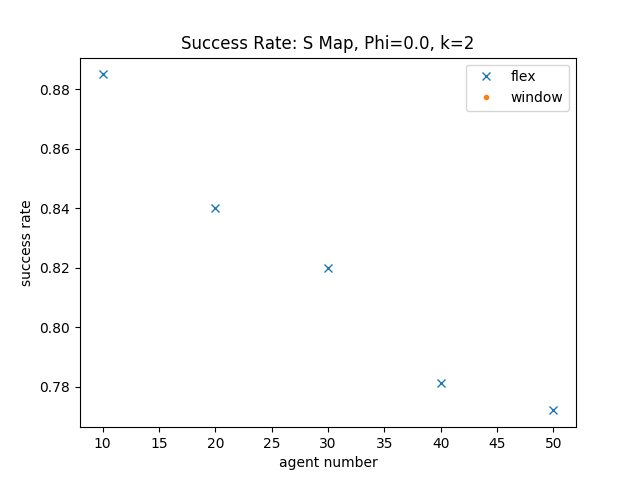 Success Rate: S Map, Phi=0.0, k=2
flex
window
success rate
0.88
0.86
0.84
0.82
0.80
0.78
10 15 20 25 30 35 40 45 50
agent number